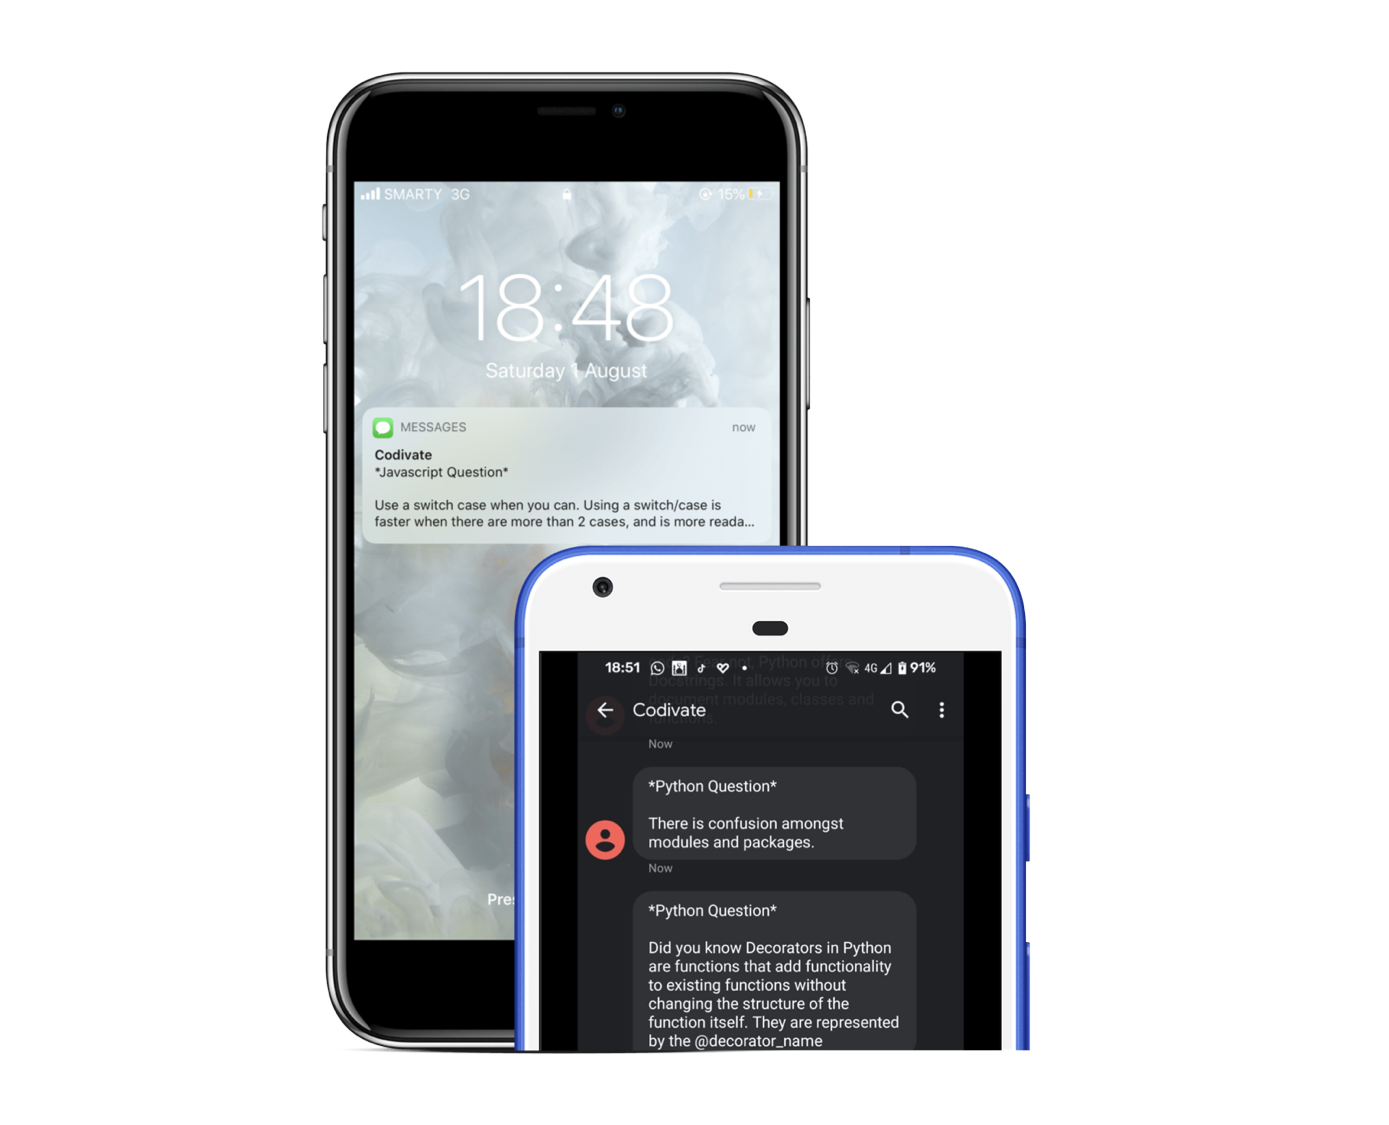 SMARTY 3G
15%
18:48
Saturday 1 August
MESSAGES
now
Codivate
*Javascript Question*
Use a switch case when you can. Using a switch/case is
faster when there are more than 2 cases, and is more reada...
Pres
18:51
4G
91%
not, Python offers
Docstrings. It allows you to
document modules, classes and
functions.
Codivate
Now
*Python Question*
There is confusion amongst
modules and packages.
Now
*Python Question*
Did you know Decorators in Python
are functions that add functionality
to existing functions without
changing the structure of the
function itself. They are represented
by the @decorator_name